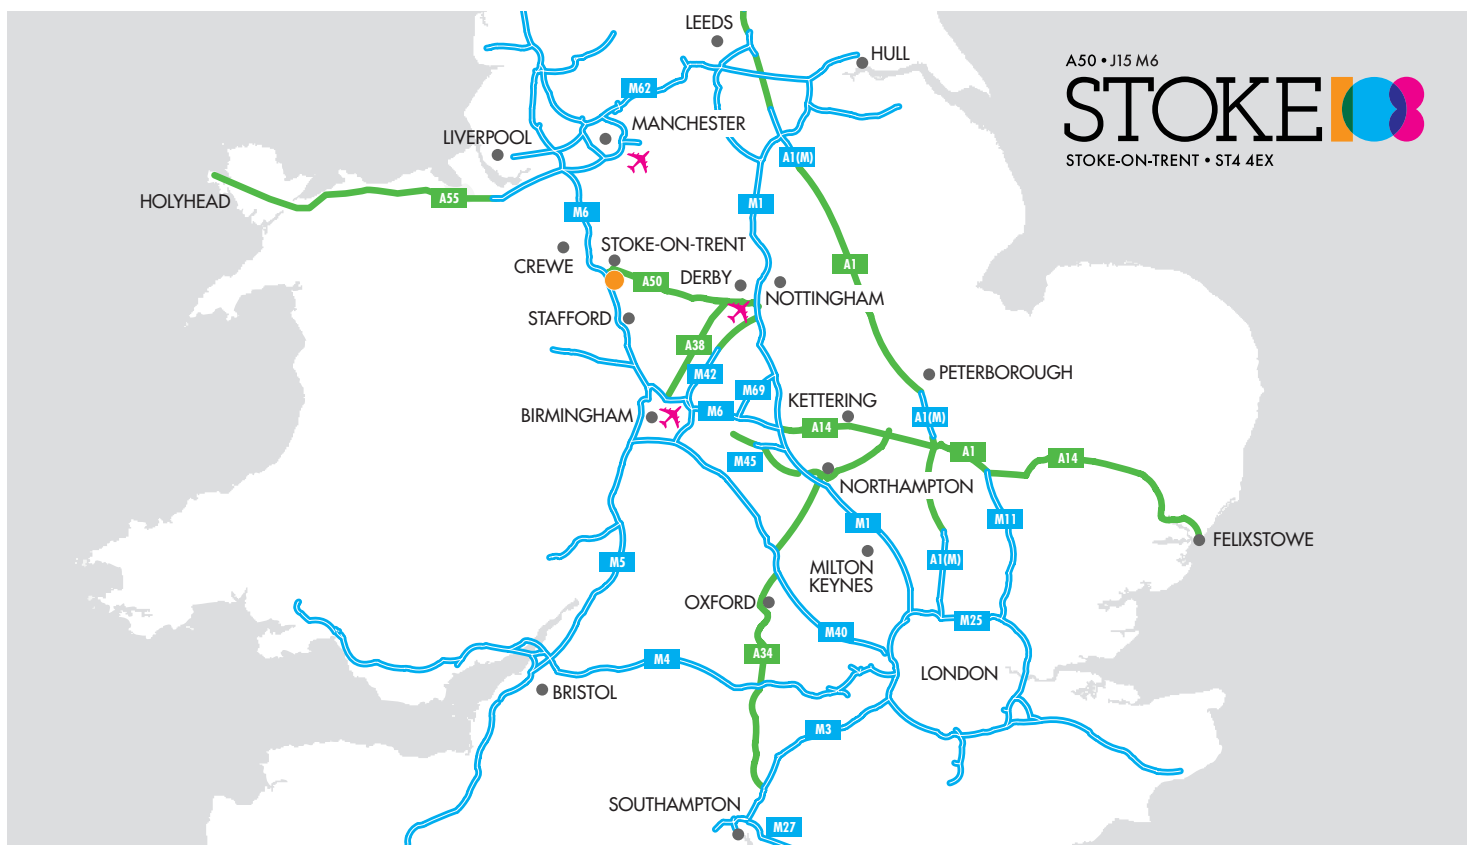 LEEDS
HULL
A50 • J15 M6
STOKE108
STOKE-ON-TRENT • ST4 4EX
M62
MANCHESTER
LIVERPOOL
A1(M)
HOLYHEAD
A55
M6
M1
STOKE-ON-TRENT
CREWE
A50
DERBY
A1
NOTTINGHAM
STAFFORD
A38
M42
M69
PETERBOROUGH
KETTERING
BIRMINGHAM
M6
A14
A1(M)
M45
A1
A14
NORTHAMPTON
M1
M11
FELIXSTOWE
M5
MILTON
KEYNES
A1(M)
OXFORD
M40
M25
M4
A34
LONDON
BRISTOL
M3
SOUTHAMPTON
M27